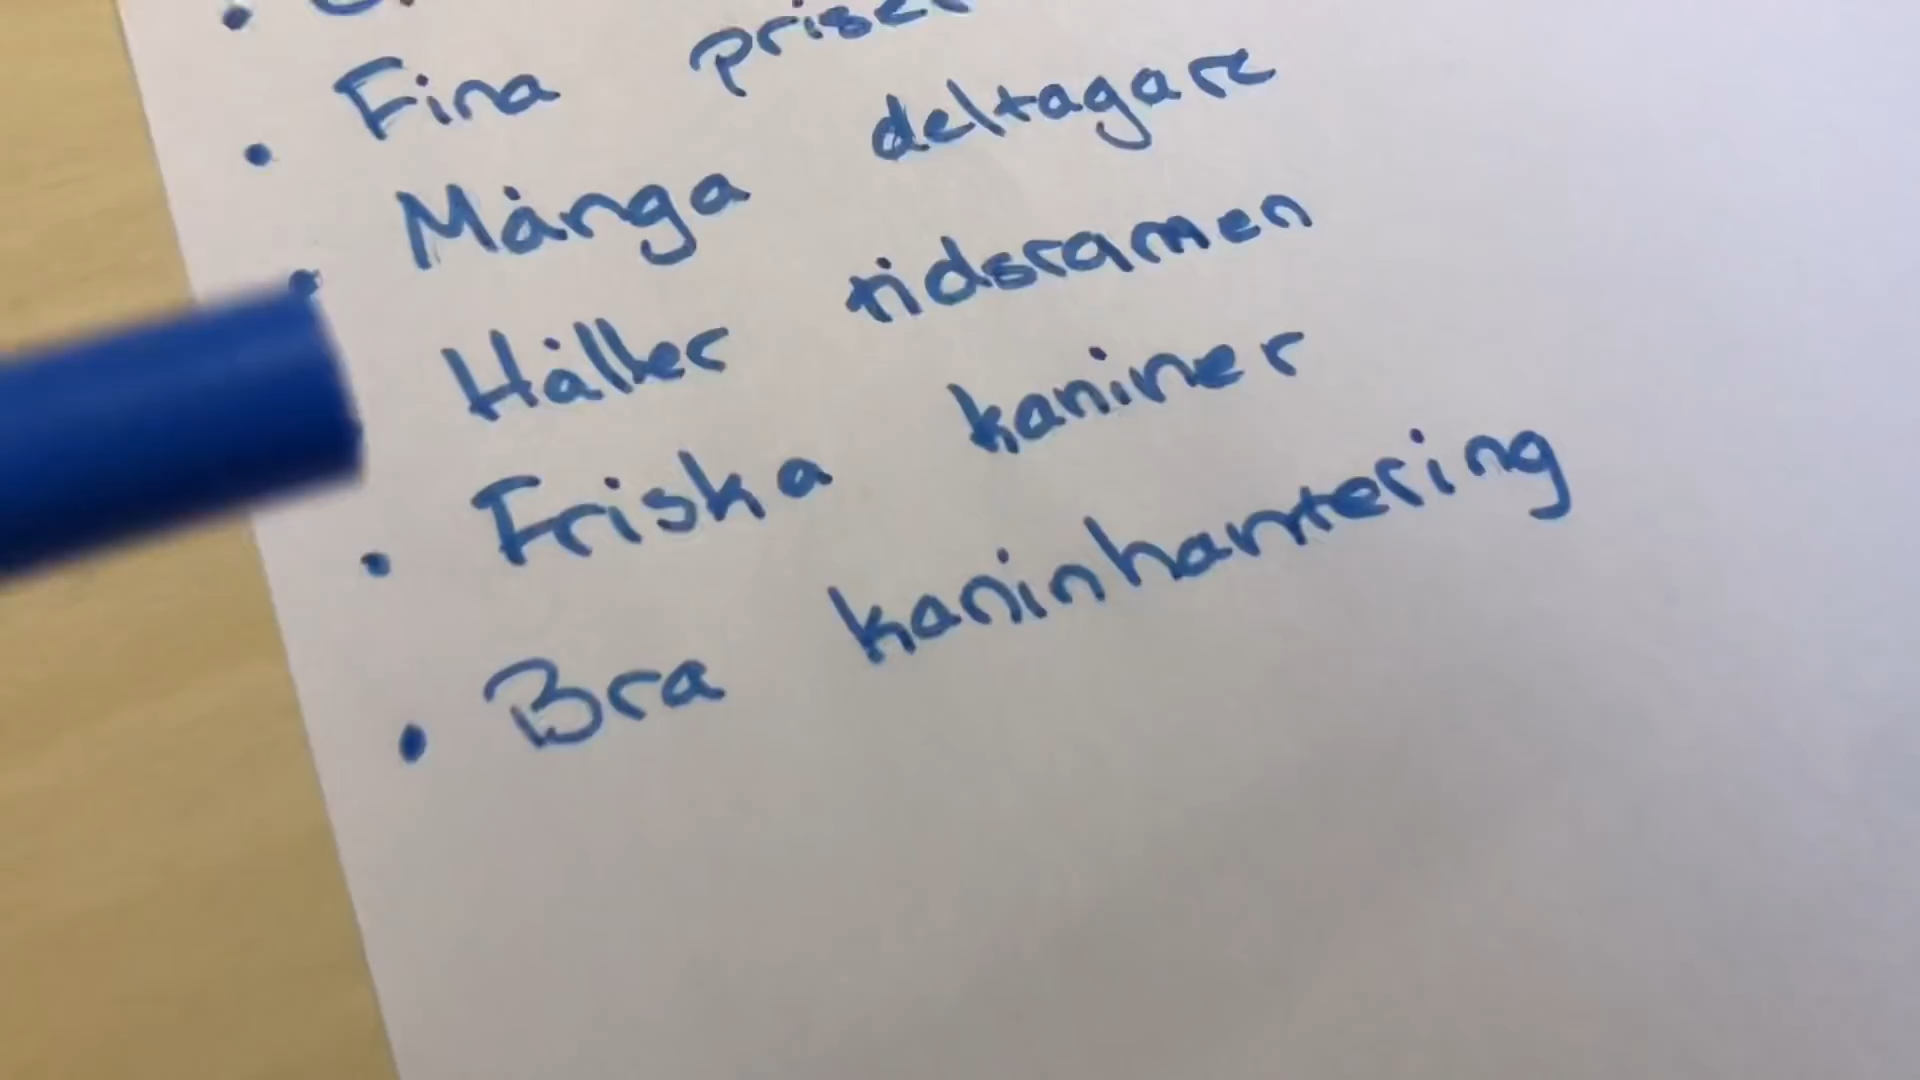 • Fina priser
• Många deltagare
• Håller tidsramen
Friska kaniner
• Bra kaninhantering
•